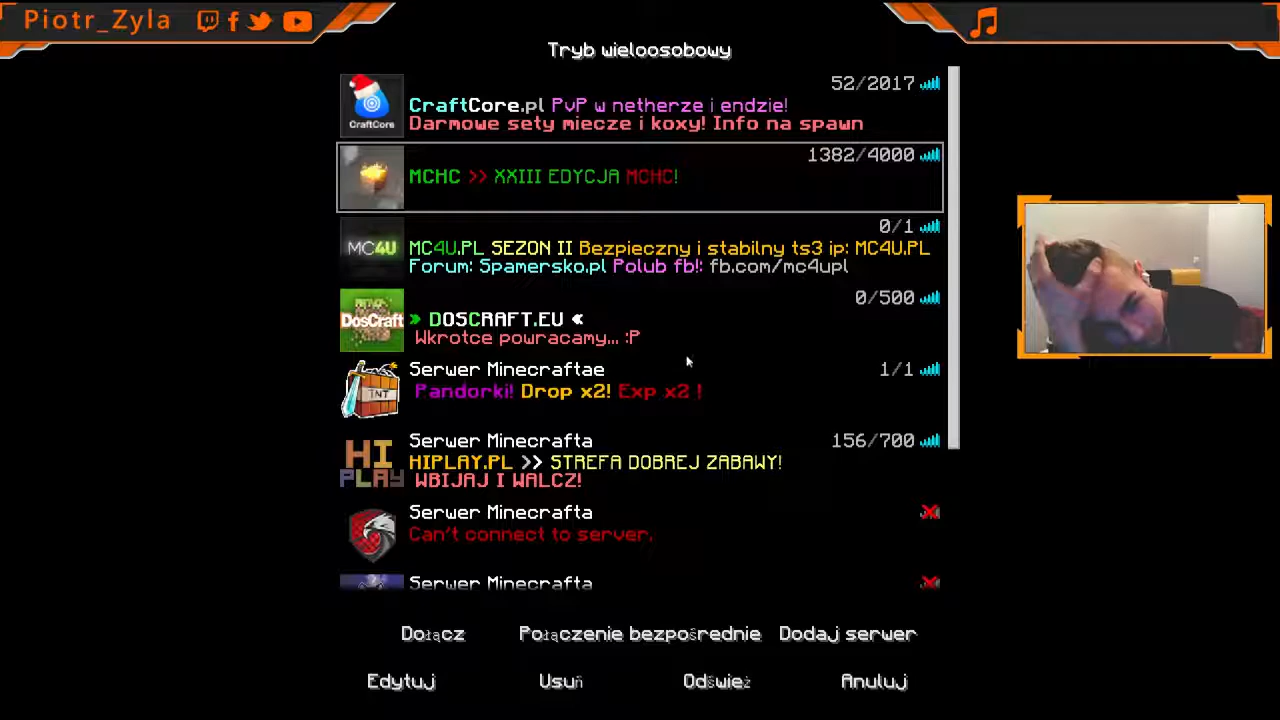 Piotr_Zyla
Tryb wieloosobowy
52/2017
CraftCore.pl PvP w netherze i endzie!
Darmowe sety miecze i koxy! Info na spawn
CraftCore
1382/4000
MCHC >> XXIII EDYCJA MCHC!
0/1
MC4U
MC4U.PL SEZON II Bezpieczny i stabilny ts3 ip: MC4U.PL
Forum: Spamersko.pl Polub fb!: fb.com/mc4upl
0/500
DosCraft
» DOSCRAFT.EU «
Wkrotce powracamy... :P
Serwer Minecraftae
1/1
TNT
Pandorki! Drop x2! Exp x2 !
Serwer Minecrafta
156/700
HI PLAY
HIPLAY.PL >> STREFA DOBREJ ZABAWY!
WBIJAJ I WALCZ!
Serwer Minecrafta
Can't connect to server.
Serwer Minecrafta
Dołącz Połączenie bezpośrednie Dodaj serwer
Edytuj Usuń Odśwież Anuluj